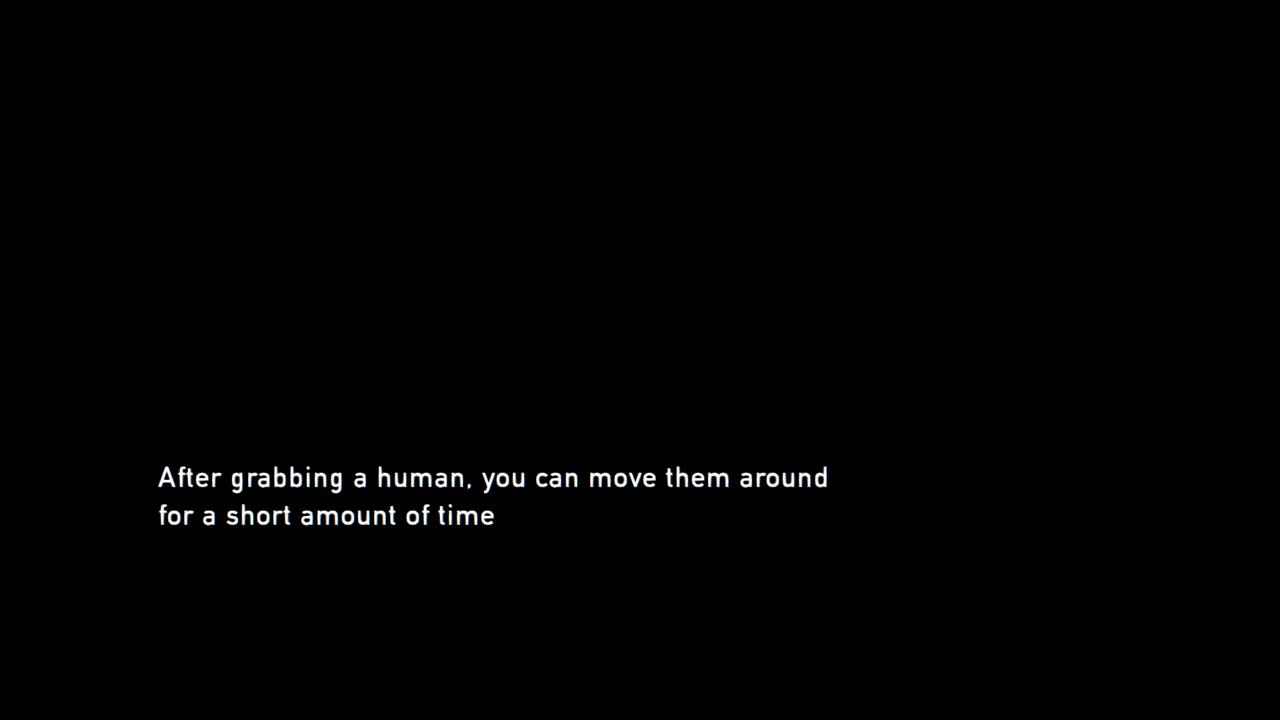 After grabbing a human, you can move them around
for a short amount of time